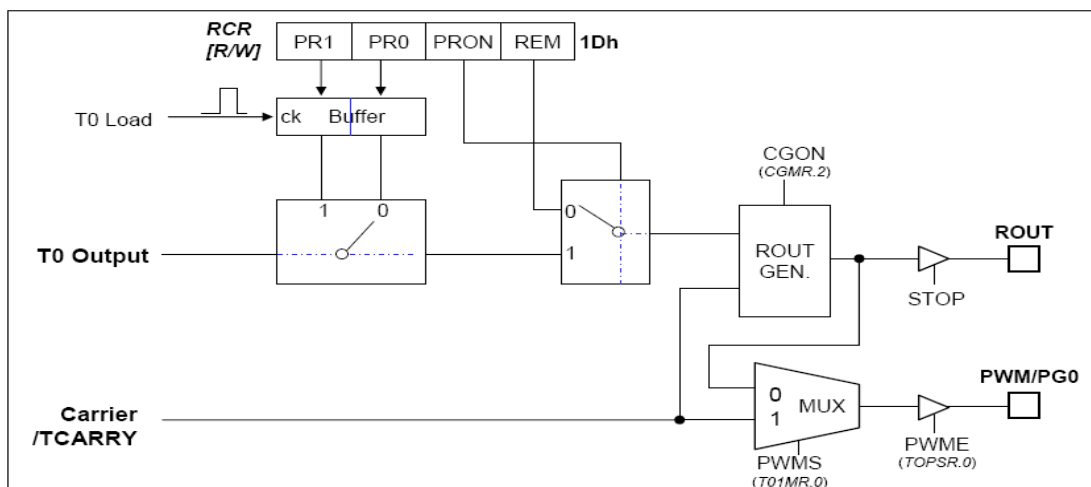 RCR
[R/W]
PR1 PR0 PRON REM 1Dh
T0 Load
ck Buffer
CGON
(CGMR.2)
1 0
0
1
T0 Output
ROUT
GEN.
ROUT
STOP
PWM/PG0
0
1
MUX
Carrier
/TCARRY
PWMS
(T01MR.0)
PWME
(TOPSR.0)